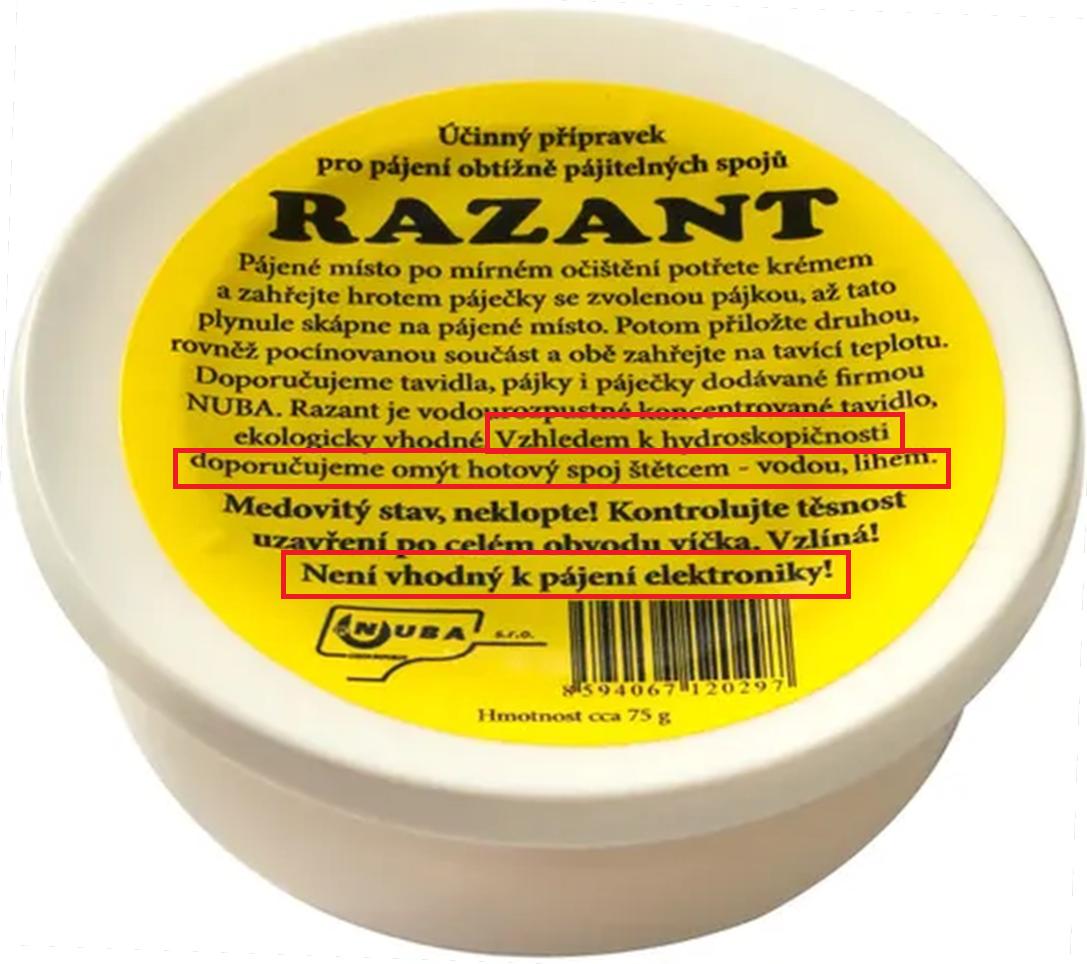 Účinný přípravek
pro pájení obtížně pájitelných spojů
RAZANT
Pájené místo po mírném očištění potřete krémem
a zahřejte hrotem páječky se zvolenou pájkou, až tato
plynule skápne na pájené místo. Potom přiložte druhou,
rovněž pocínovanou součást a obě zahřejte na tavící teplotu.
Doporučujeme tavidla, pájky i páječky dodávané firmou
NUBA. Razant je vodourozpustné koncentrované tavidlo,
ekologicky vhodné Vzhledem k hydroskopičnosti
doporučujeme omýt hotový spoj štětcem - vodou, lihem.
Medovitý stav, neklopte! Kontrolujte těsnost
uzavření po celém obvodu víčka. Vzlíná!
Není vhodný k pájení elektroniky!
NUBA s.r.o.
8594067120297
Hmotnost cca 75 g